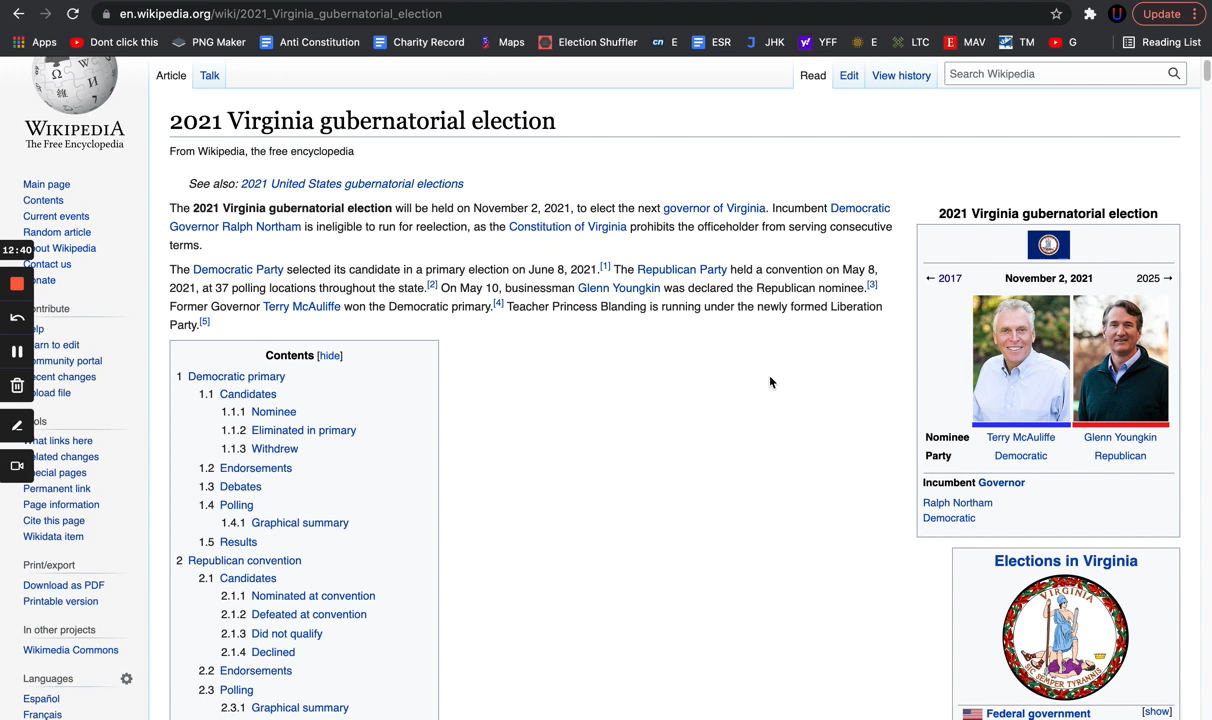 en.wikipedia.org/wiki/2021_Virginia_gubernatorial_election
Update
Apps
Dont click this
PNG Maker
Anti Constitution
Charity Record
Maps
Election Shuffler
E
ESR
JHK
YFF
E
LTC
MAV
TM
G
Reading List
WIKIPEDIA
The Free Encyclopedia
Article
Talk
Read
Edit
View history
Search Wikipedia
2021 Virginia gubernatorial election
From Wikipedia, the free encyclopedia
See also: 2021 United States gubernatorial elections
The 2021 Virginia gubernatorial election will be held on November 2, 2021, to elect the next governor of Virginia. Incumbent Democratic
Governor Ralph Northam is ineligible to run for reelection, as the Constitution of Virginia prohibits the officeholder from serving consecutive
terms.
The Democratic Party selected its candidate in a primary election on June 8, 2021.[1] The Republican Party held a convention on May 8,
2021, at 37 polling locations throughout the state.[2] On May 10, businessman Glenn Youngkin was declared the Republican nominee.[3]
Former Governor Terry McAuliffe won the Democratic primary.[4] Teacher Princess Blanding is running under the newly formed Liberation
Party.[5]
Contents [hide]
1 Democratic primary
1.1 Candidates
1.1.1 Nominee
1.1.2 Eliminated in primary
1.1.3 Withdrew
1.2 Endorsements
1.3 Debates
1.4 Polling
1.4.1 Graphical summary
1.5 Results
2 Republican convention
2.1 Candidates
2.1.1 Nominated at convention
2.1.2 Defeated at convention
2.1.3 Did not qualify
2.1.4 Declined
2.2 Endorsements
2.3 Polling
2.3.1 Graphical summary
2021 Virginia gubernatorial election
← 2017
November 2, 2021
2025 →
Nominee Terry McAuliffe Glenn Youngkin
Party Democratic Republican
Incumbent Governor
Ralph Northam
Democratic
Elections in Virginia
VIRGINIA
SIC SEMPER TYRANNIS
Federal government [show]
Main page
Contents
Current events
Random article
12:40
bout Wikipedia
ontact us
onate
ontribute
elp
earn to edit
ommunity portal
ecent changes
pload file
ols
What links here
elated changes
pecial pages
Permanent link
Page information
Cite this page
Wikidata item
Print/export
Download as PDF
Printable version
In other projects
Wikimedia Commons
Languages
Español
Français